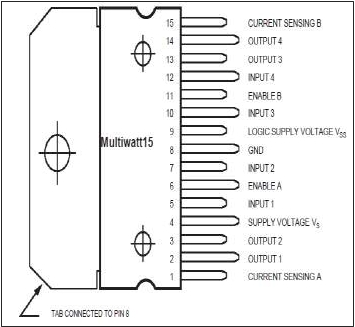 15 CURRENT SENSING B
14 OUTPUT 4
13 OUTPUT 3
12 INPUT 4
11 ENABLE B
10 INPUT 3
9 LOGIC SUPPLY VOLTAGE VSS
8 GND
7 INPUT 2
6 ENABLE A
5 INPUT 1
4 SUPPLY VOLTAGE VS
3 OUTPUT 2
2 OUTPUT 1
1 CURRENT SENSING A
Multiwatt15
TAB CONNECTED TO PIN 8